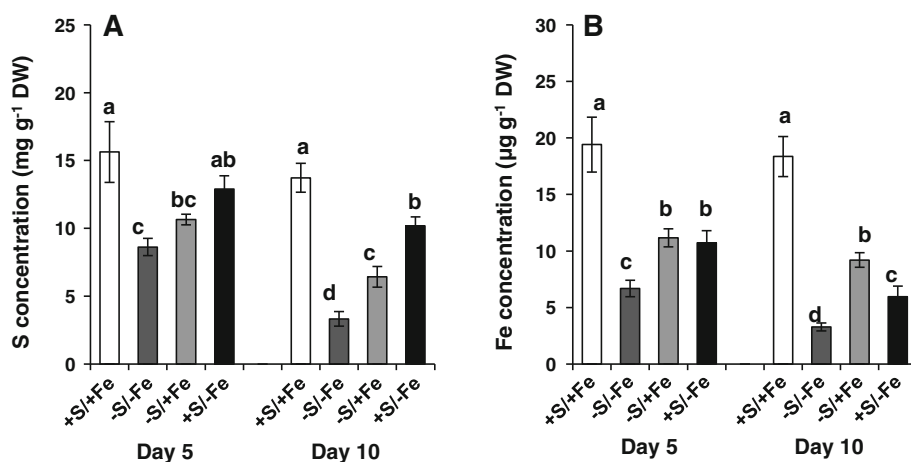 A
S concentration (mg g⁻¹ DW)
25
20
15
10
5
0
a
c
bc
ab
a
d
c
b
+S/+Fe
-S/-Fe
-S/+Fe
+S/-Fe
+S/+Fe
-S/-Fe
-S/+Fe
+S/-Fe
Day 5
Day 10
B
Fe concentration (µg g⁻¹ DW)
30
25
20
15
10
5
0
a
c
b
b
a
d
b
c
+S/+Fe
-S/-Fe
-S/+Fe
+S/-Fe
+S/+Fe
-S/-Fe
-S/+Fe
+S/-Fe
Day 5
Day 10